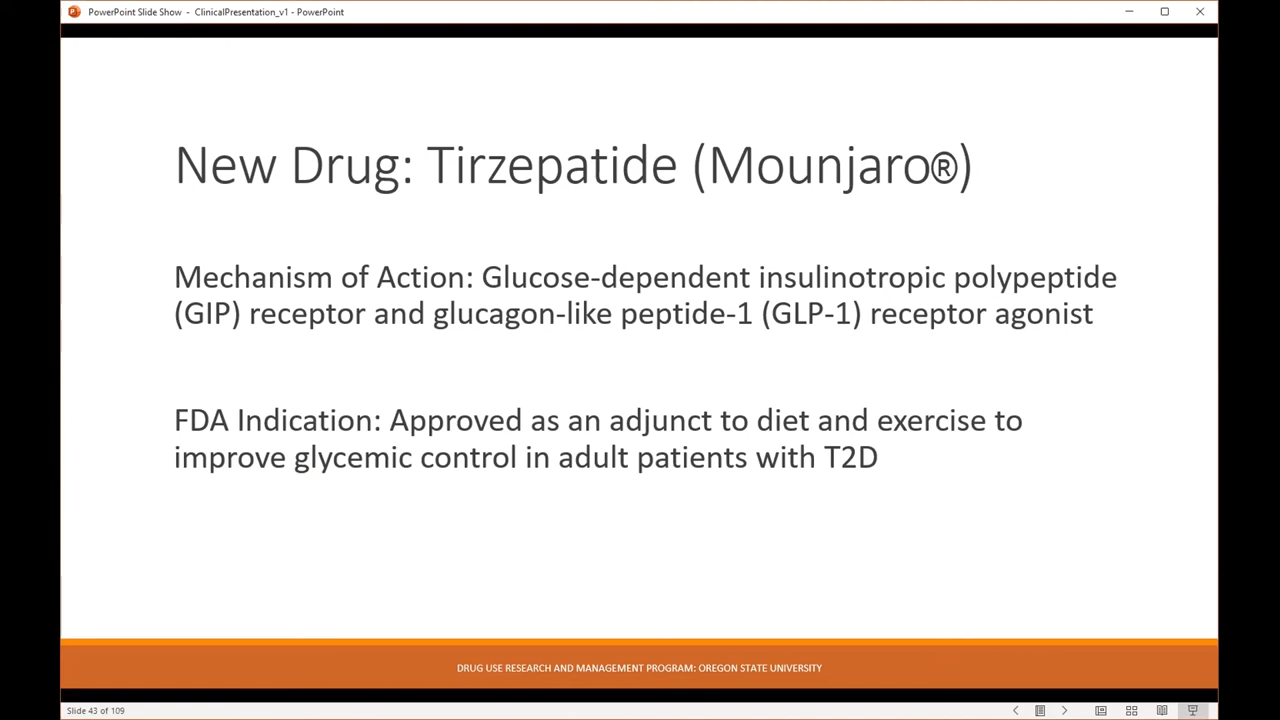 PowerPoint Slide Show - ClinicalPresentation_v1 - PowerPoint
New Drug: Tirzepatide (Mounjaro®)
Mechanism of Action: Glucose-dependent insulinotropic polypeptide
(GIP) receptor and glucagon-like peptide-1 (GLP-1) receptor agonist
FDA Indication: Approved as an adjunct to diet and exercise to
improve glycemic control in adult patients with T2D
DRUG USE RESEARCH AND MANAGEMENT PROGRAM: OREGON STATE UNIVERSITY
Slide 43 of 109